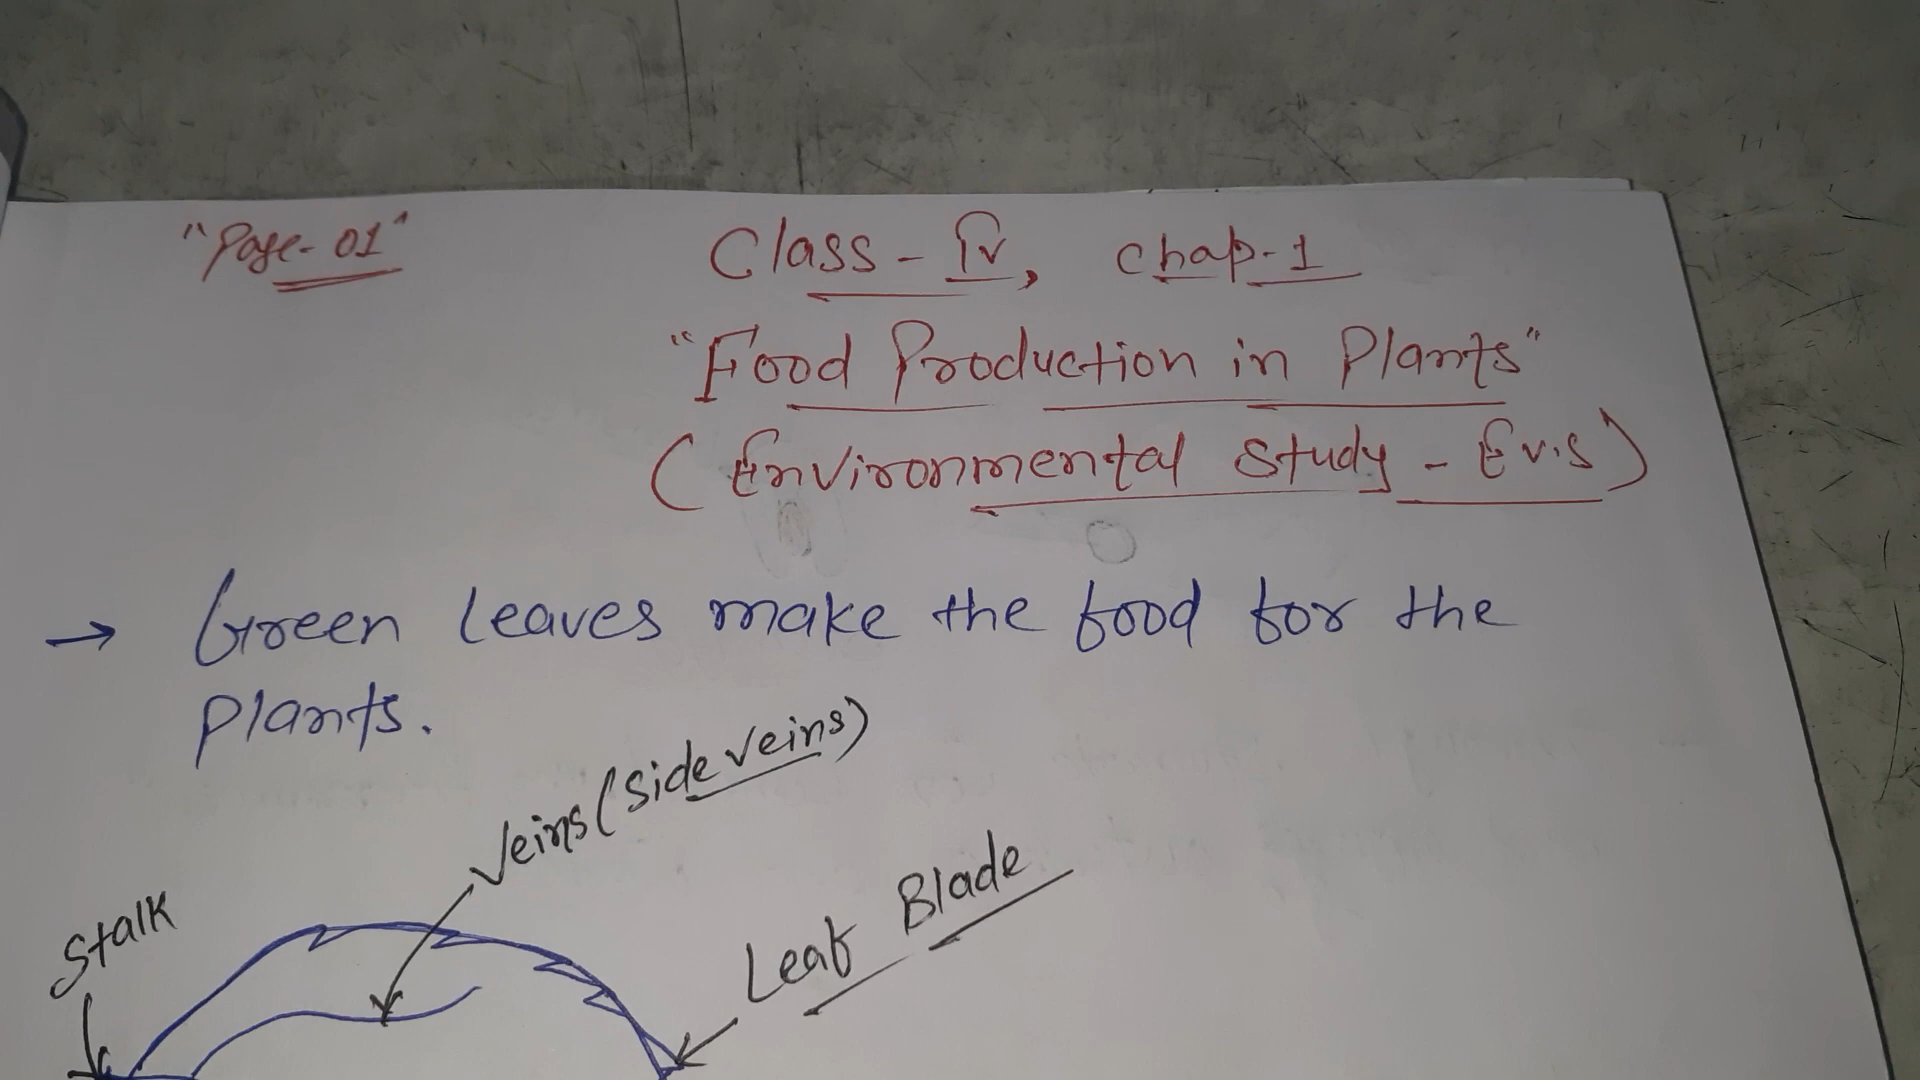 "Page-01"
Class - IV, Chap-1
"Food Production in Plants"
(Environmental Study - Ev.s)
→ Green leaves make the food for the
plants.
Veins (side veins)
Leaf Blade
Stalk